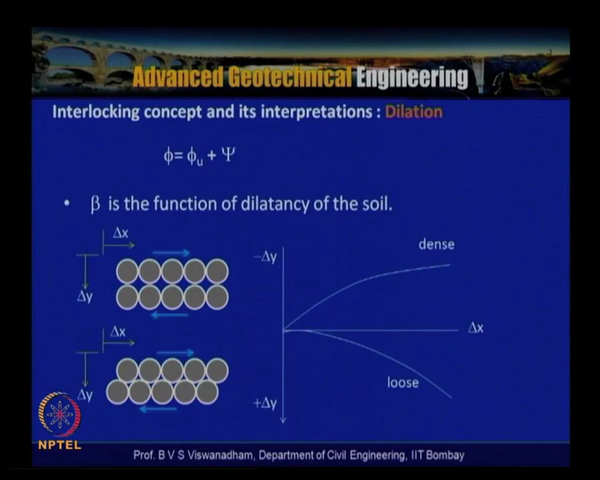 Advanced Geotechnical Engineering
Interlocking concept and its interpretations : Dilation
ϕ= ϕu + Ψ
• β is the function of dilatancy of the soil.
Δx
Δy
Δx
Δy
−Δy
dense
Δx
loose
+Δy
NPTEL
Prof. B V S Viswanadham, Department of Civil Engineering, IIT Bombay